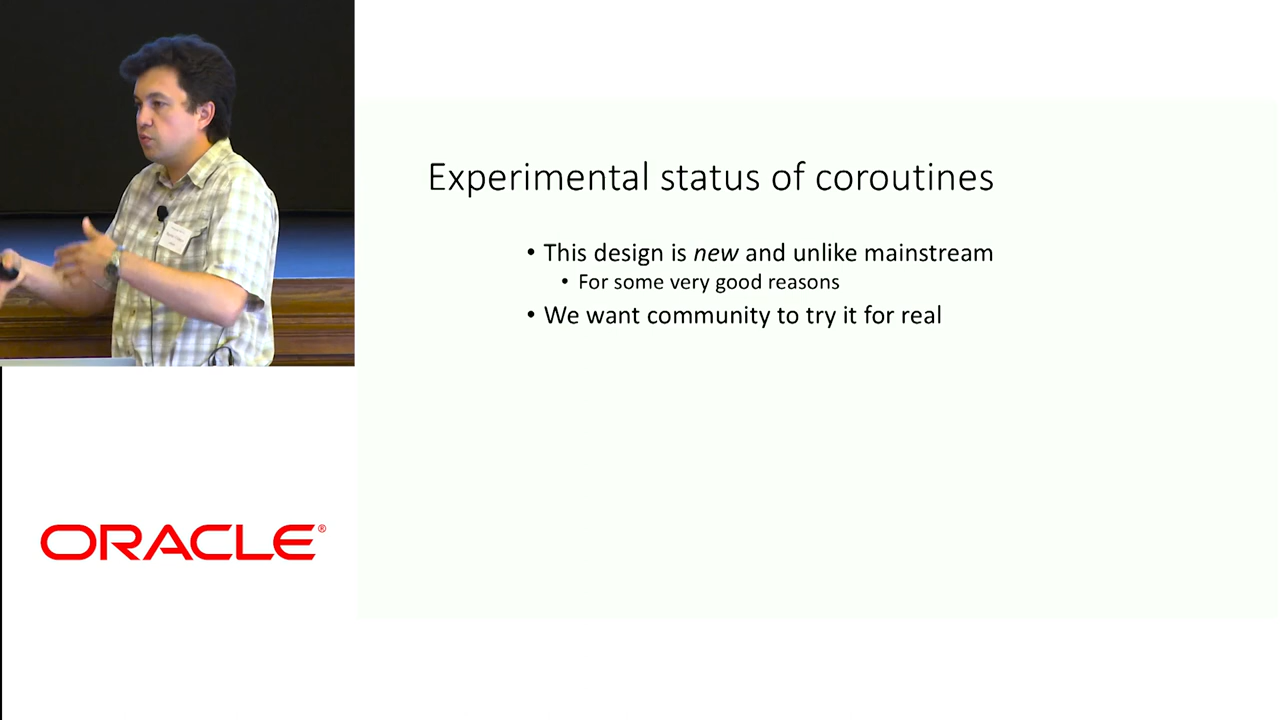 Experimental status of coroutines
• This design is new and unlike mainstream
• For some very good reasons
• We want community to try it for real
ORACLE®